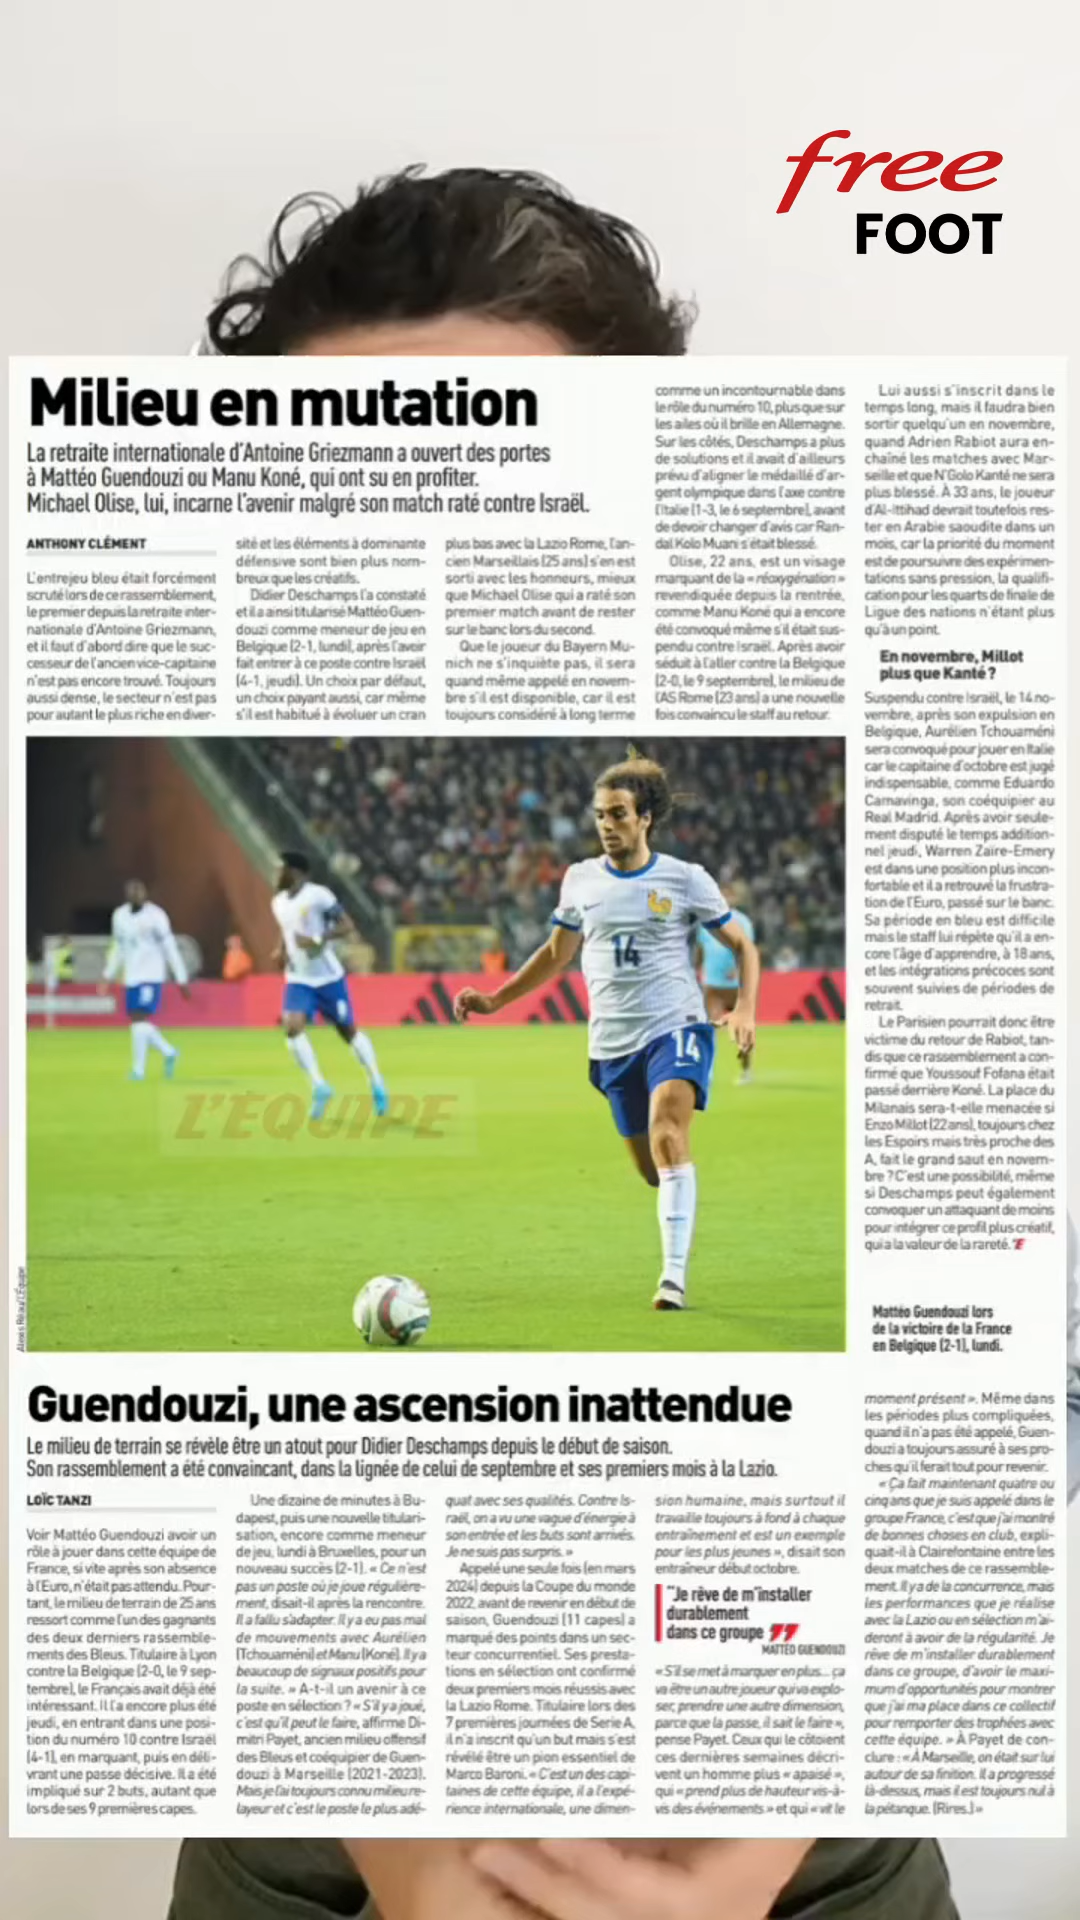 free
FOOT
Milieu en mutation
La retraite internationale d'Antoine Griezmann a ouvert des portes
à Mattéo Guendouzi ou Manu Koné, qui ont su en profiter.
Michael Olise, lui, incarne l'avenir malgré son match raté contre Israël.
ANTHONY CLÉMENT
L'entrejeu bleu était forcément
scruté lors de ce rassemblement,
le premier depuis la retraite inter-
nationale d'Antoine Griezmann,
et il faut d'abord dire que le suc-
cesseur de l'ancien vice-capitaine
n'est pas encore trouvé. Toujours
aussi dense, le secteur n'est pas
pour autant le plus riche en diver-
sité et les éléments à dominante
défensive sont bien plus nom-
breux que les créatifs.
Didier Deschamps l'a constaté
et il a ainsi titularisé Mattéo Guen-
douzi comme meneur de jeu en
Belgique (2-1, lundi), après l'avoir
fait entrer à ce poste contre Israël
(4-1, jeudi). Un choix par défaut,
un choix payant aussi, car même
s'il est habitué à évoluer un cran
plus bas avec la Lazio Rome, l'an-
cien Marseillais (25 ans) s'en est
sorti avec les honneurs, mieux
que Michael Olise qui a raté son
premier match avant de rester
sur le banc lors du second.
Que le joueur du Bayern Mu-
nich ne s'inquiète pas, il sera
quand même appelé en novem-
bre s'il est disponible, car il est
toujours considéré à long terme
comme un incontournable dans
le rôle du numéro 10, plus que sur
les ailes où il brille en Allemagne.
Sur les côtés, Deschamps a plus
de solutions et il avait d'ailleurs
prévu d'aligner le médaillé d'ar-
gent olympique dans l'axe contre
l'Italie (1-3, le 6 septembre), avant
de devoir changer d'avis car Ran-
dal Kolo Muani s'était blessé.
Olise, 22 ans, est un visage
marquant de la « réoxygénation »
revendiquée depuis la rentrée,
comme Manu Koné qui a encore
été convoqué même s'il était sus-
pendu contre Israël. Après avoir
séduit à l'aller contre la Belgique
(2-0, le 9 septembre), le milieu de
l'AS Rome (23 ans) a une nouvelle
fois convaincu le staff au retour.
Lui aussi s'inscrit dans le
temps long, mais il faudra bien
sortir quelqu'un en novembre,
quand Adrien Rabiot aura en-
chaîné les matches avec Mar-
seille et que N'Golo Kanté ne sera
plus blessé. À 33 ans, le joueur
d'Al-Ittihad devrait toutefois res-
ter en Arabie saoudite dans un
mois, car la priorité du moment
est de poursuivre des expérimen-
tations sans pression, la qualifi-
cation pour les quarts de finale de
Ligue des nations n'étant plus
qu'à un point.
En novembre, Millot
plus que Kanté ?
Suspendu contre Israël, le 14 no-
vembre, après son expulsion en
Belgique, Aurélien Tchouaméni
sera convoqué pour jouer en Italie
car le capitaine d'octobre est jugé
indispensable, comme Eduardo
Camavinga, son coéquipier au
Real Madrid. Après avoir seule-
ment disputé le temps addition-
nel jeudi, Warren Zaïre-Emery
est dans une position plus incon-
fortable et il a retrouvé la frustra-
tion de l'Euro, passé sur le banc.
Sa période en bleu est difficile
mais le staff lui répète qu'il a en-
core l'âge d'apprendre, à 18 ans,
et les intégrations précoces sont
souvent suivies de périodes de
retrait.
Le Parisien pourrait donc être
victime du retour de Rabiot, tan-
dis que ce rassemblement a con-
firmé que Youssouf Fofana était
passé derrière Koné. La place du
Milanais sera-t-elle menacée si
Enzo Millot (22 ans), toujours chez
les Espoirs mais très proche des
A, fait le grand saut en novem-
bre ? C'est une possibilité, même
si Deschamps peut également
convoquer un attaquant de moins
pour intégrer ce profil plus créatif,
qui a la valeur de la rareté. E
14
14
L'ÉQUIPE
Alexis Réau/L'Équipe
Mattéo Guendouzi lors
de la victoire de la France
en Belgique (2-1), lundi.
Guendouzi, une ascension inattendue
Le milieu de terrain se révèle être un atout pour Didier Deschamps depuis le début de saison.
Son rassemblement a été convaincant, dans la lignée de celui de septembre et ses premiers mois à la Lazio.
LOÏC TANZI
Voir Mattéo Guendouzi avoir un
rôle à jouer dans cette équipe de
France, si vite après son absence
à l'Euro, n'était pas attendu. Pour-
tant, le milieu de terrain de 25 ans
ressort comme l'un des gagnants
des deux derniers rassemble-
ments des Bleus. Titulaire à Lyon
contre la Belgique (2-0, le 9 sep-
tembre), le Français avait déjà été
intéressant. Il l'a encore plus été
jeudi, en entrant dans une posi-
tion du numéro 10 contre Israël
(4-1), en marquant, puis en déli-
vrant une passe décisive. Il a été
impliqué sur 2 buts, autant que
lors de ses 9 premières capes.
Une dizaine de minutes à Bu-
dapest, puis une nouvelle titulari-
sation, encore comme meneur
de jeu, lundi à Bruxelles, pour un
nouveau succès (2-1). « Ce n'est
pas un poste où je joue régulière-
ment, disait-il après la rencontre.
Il a fallu s'adapter. Il y a eu pas mal
de mouvements avec Aurélien
(Tchouaméni) et Manu (Koné). Il y a
beaucoup de signaux positifs pour
la suite. » A-t-il un avenir à ce
poste en sélection ? « S'il y a joué,
c'est qu'il peut le faire, affirme Di-
mitri Payet, ancien milieu offensif
des Bleus et coéquipier de Guen-
douzi à Marseille (2021-2023).
Mais je l'ai toujours connu milieu re-
layeur et c'est le poste le plus adé-
quat avec ses qualités. Contre Is-
raël, on a vu une vague d'énergie à
son entrée et les buts sont arrivés.
Je ne suis pas surpris. »
Appelé une seule fois (en mars
2024) depuis la Coupe du monde
2022, avant de revenir en début de
saison, Guendouzi (11 capes) a
marqué des points dans un sec-
teur concurrentiel. Ses presta-
tions en sélection ont confirmé
deux premiers mois réussis avec
la Lazio Rome. Titulaire lors des
7 premières journées de Serie A,
il n'a inscrit qu'un but mais s'est
révélé être un pion essentiel de
Marco Baroni. « C'est un des capi-
taines de cette équipe, il a l'expé-
rience internationale, une dimen-
sion humaine, mais surtout il
travaille toujours à fond à chaque
entraînement et est un exemple
pour les plus jeunes », disait son
entraîneur début octobre.
"Je rêve de m'installer
durablement
dans ce groupe "
MATTÉO GUENDOUZI
« S'il se met à marquer en plus... ça
va être un autre joueur qui va explo-
ser, prendre une autre dimension,
parce que la passe, il sait le faire »,
pense Payet. Ceux qui le côtoient
ces dernières semaines décri-
vent un homme plus « apaisé »,
qui « prend plus de hauteur vis-à-
vis des événements » et qui « vit le
moment présent ». Même dans
les périodes plus compliquées,
quand il n'a pas été appelé, Guen-
douzi a toujours assuré à ses pro-
ches qu'il ferait tout pour revenir.
« Ça fait maintenant quatre ou
cinq ans que je suis appelé dans le
groupe France, c'est que j'ai montré
de bonnes choses en club, expli-
quait-il à Clairefontaine entre les
deux matches de ce rassemble-
ment. Il y a de la concurrence, mais
les performances que je réalise
avec la Lazio ou en sélection m'ai-
deront à avoir de la régularité. Je
rêve de m'installer durablement
dans ce groupe, d'avoir le maxi-
mum d'opportunités pour montrer
que j'ai ma place dans ce collectif
pour remporter des trophées avec
cette équipe. » À Payet de con-
clure : « À Marseille, on était sur lui
autour de sa finition. Il a progressé
là-dessus, mais il est toujours nul à
la pétanque. (Rires.) »